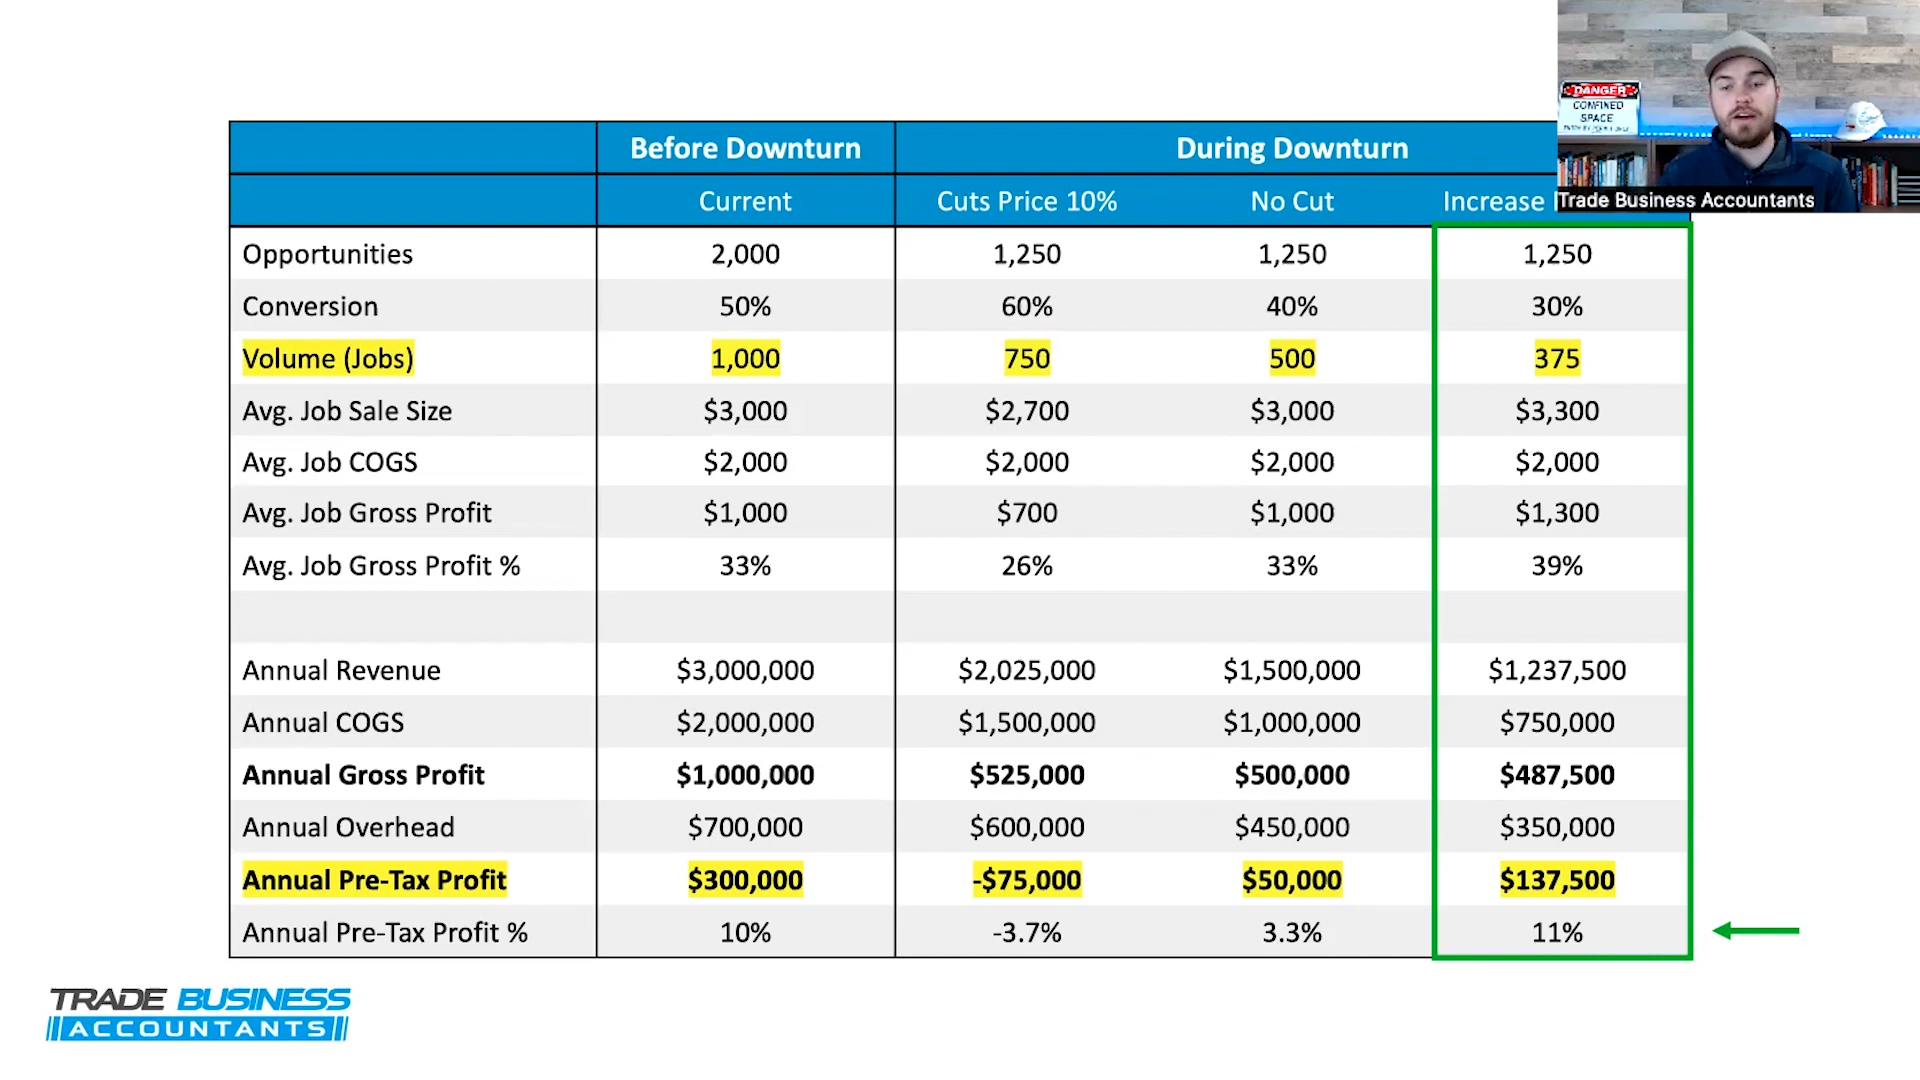 DANGER
CONFINED
SPACE
Trade Business Accountants
Before Downturn During Downturn
Current Cuts Price 10% No Cut Increase
Opportunities 2,000 1,250 1,250 1,250
Conversion 50% 60% 40% 30%
Volume (Jobs) 1,000 750 500 375
Avg. Job Sale Size $3,000 $2,700 $3,000 $3,300
Avg. Job COGS $2,000 $2,000 $2,000 $2,000
Avg. Job Gross Profit $1,000 $700 $1,000 $1,300
Avg. Job Gross Profit % 33% 26% 33% 39%
Annual Revenue $3,000,000 $2,025,000 $1,500,000 $1,237,500
Annual COGS $2,000,000 $1,500,000 $1,000,000 $750,000
Annual Gross Profit $1,000,000 $525,000 $500,000 $487,500
Annual Overhead $700,000 $600,000 $450,000 $350,000
Annual Pre-Tax Profit $300,000 -$75,000 $50,000 $137,500
Annual Pre-Tax Profit % 10% -3.7% 3.3% 11%
TRADE BUSINESS
ACCOUNTANTS